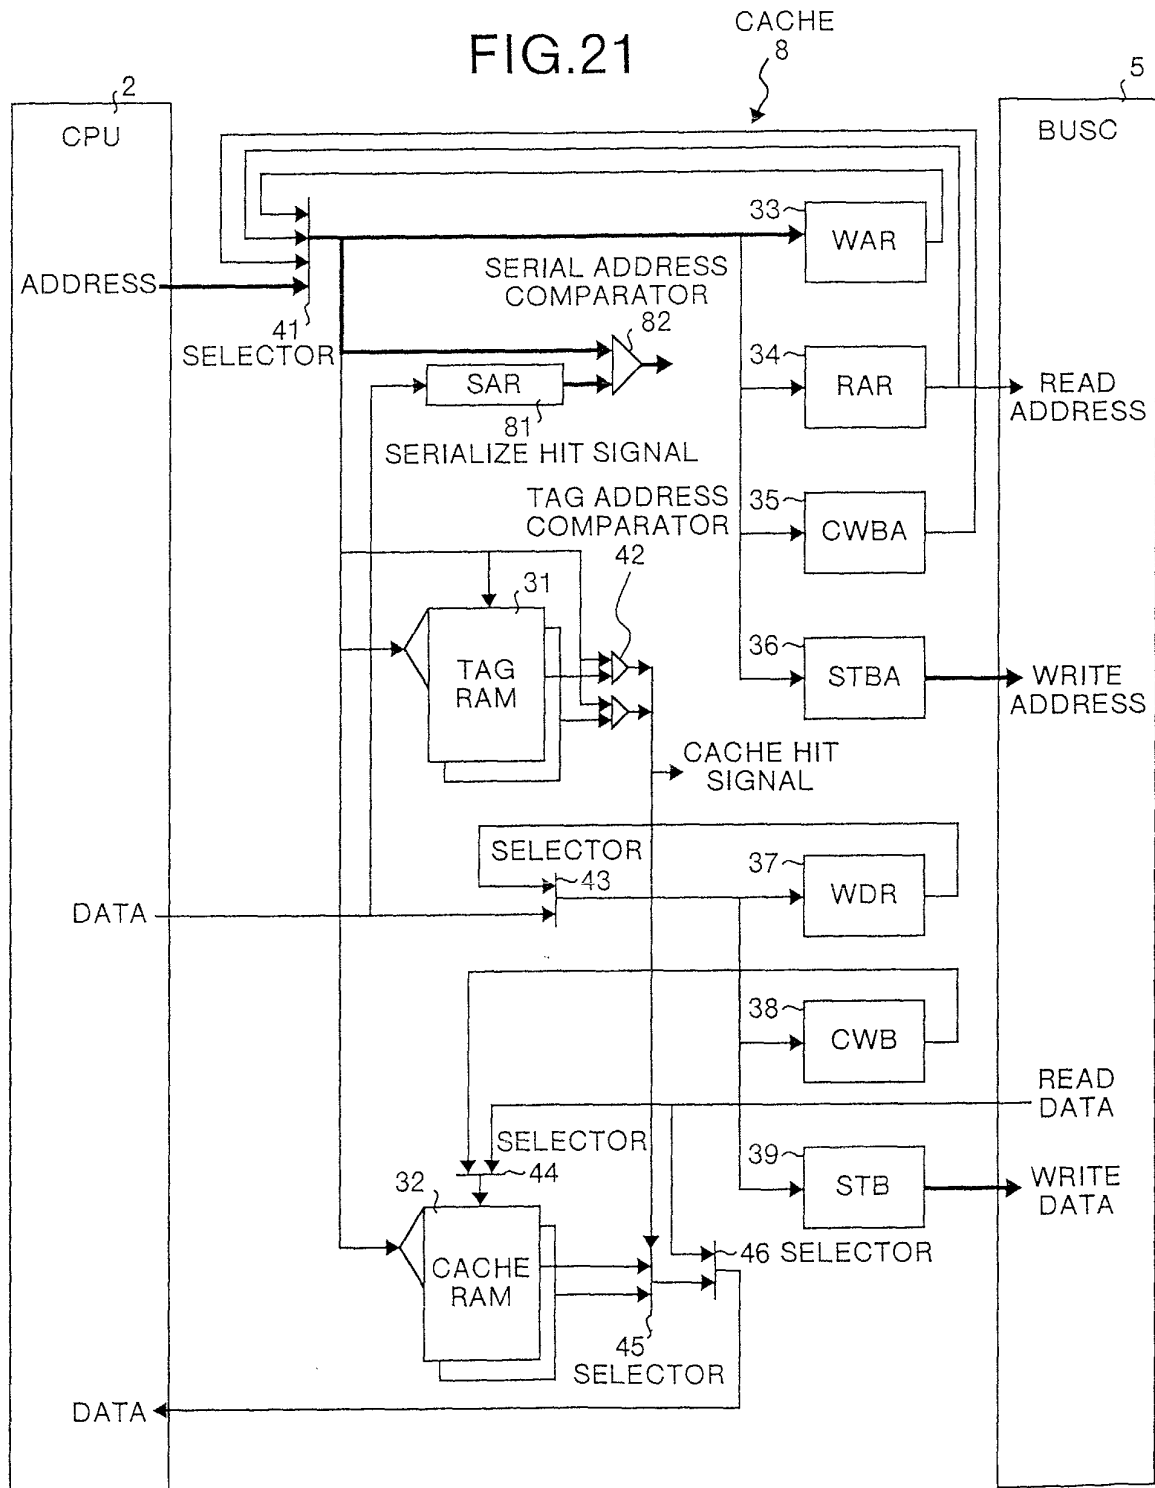 FIG.21
CACHE
8
2
CPU
5
BUSC
ADDRESS
41
SELECTOR
SERIAL ADDRESS
COMPARATOR
82
33
WAR
SAR
81
SERIALIZE HIT SIGNAL
34
RAR
READ
ADDRESS
TAG ADDRESS
COMPARATOR
42
35
CWBA
31
TAG
RAM
36
STBA
WRITE
ADDRESS
CACHE HIT
SIGNAL
SELECTOR
43
37
WDR
DATA
38
CWB
READ
DATA
SELECTOR
44
32
CACHE
RAM
39
STB
WRITE
DATA
46 SELECTOR
45
SELECTOR
DATA